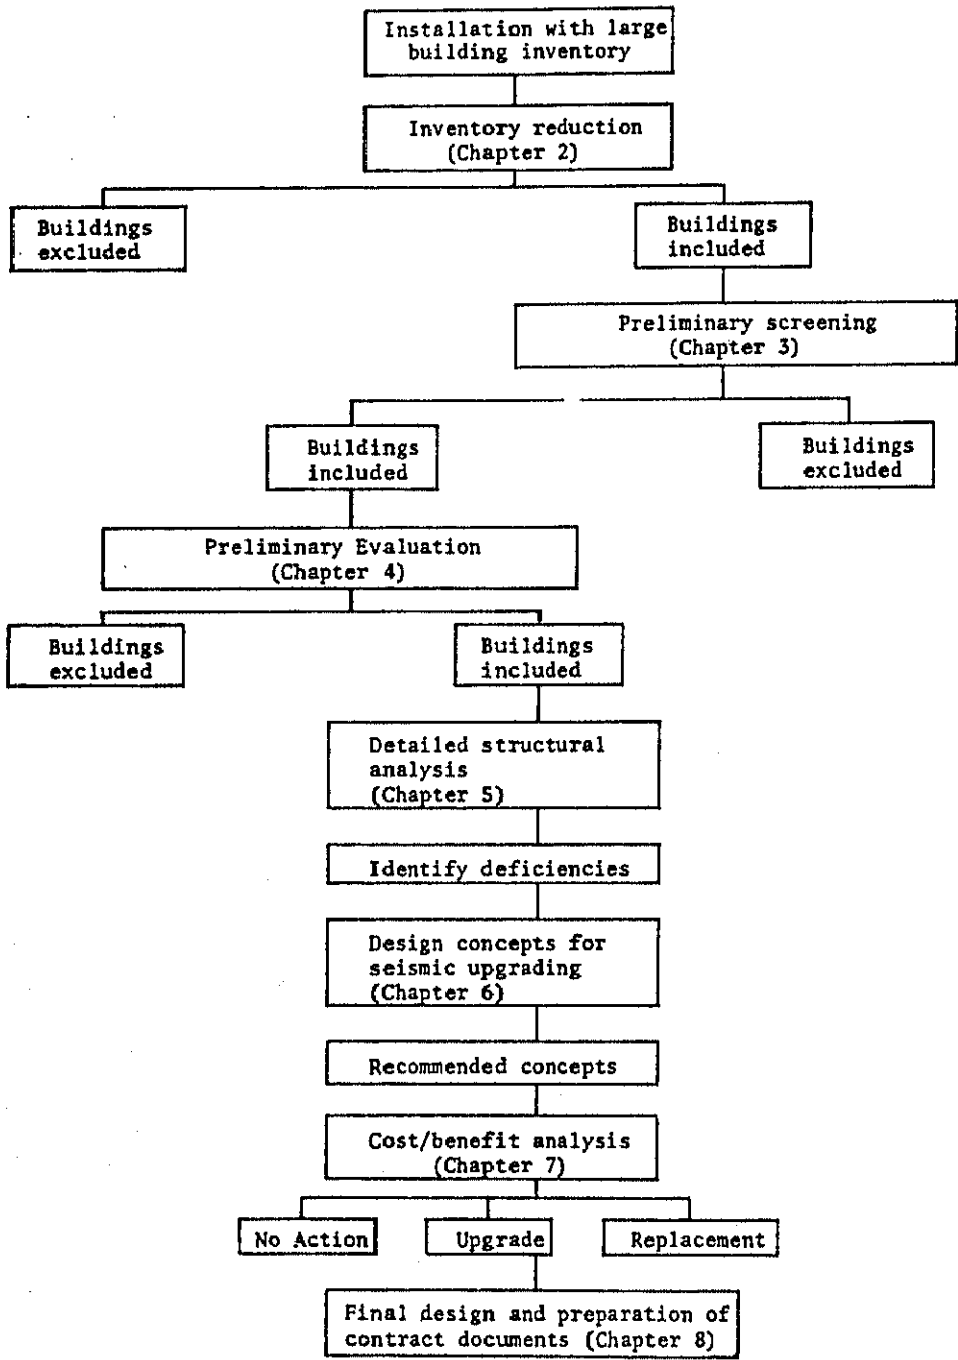 Installation with large
building inventory
Inventory reduction
(Chapter 2)
Buildings
excluded
Buildings
included
Preliminary screening
(Chapter 3)
Buildings
included
Buildings
excluded
Preliminary Evaluation
(Chapter 4)
Buildings
excluded
Buildings
included
Detailed structural
analysis
(Chapter 5)
Identify deficiencies
Design concepts for
seismic upgrading
(Chapter 6)
Recommended concepts
Cost/benefit analysis
(Chapter 7)
No Action
Upgrade
Replacement
Final design and preparation of
contract documents (Chapter 8)